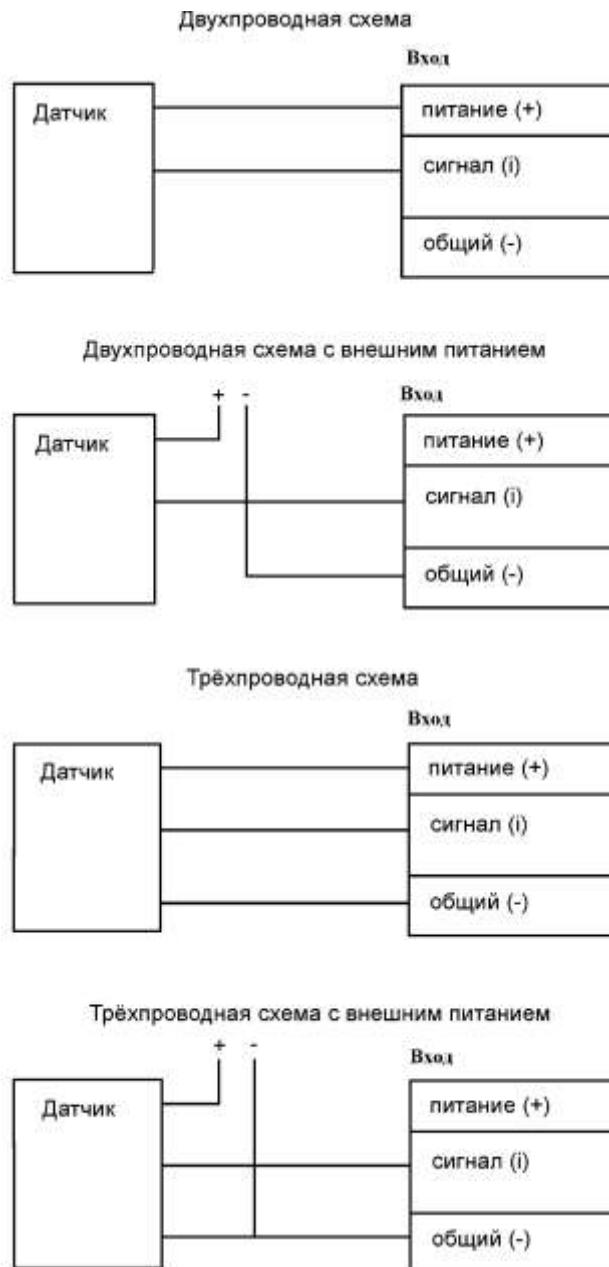 Двухпроводная схема
Вход
Датчик
питание (+)
сигнал (i)
общий (-)
Двухпроводная схема с внешним питанием
+ -
Вход
Датчик
питание (+)
сигнал (i)
общий (-)
Трёхпроводная схема
Вход
Датчик
питание (+)
сигнал (i)
общий (-)
Трёхпроводная схема с внешним питанием
+ -
Вход
Датчик
питание (+)
сигнал (i)
общий (-)